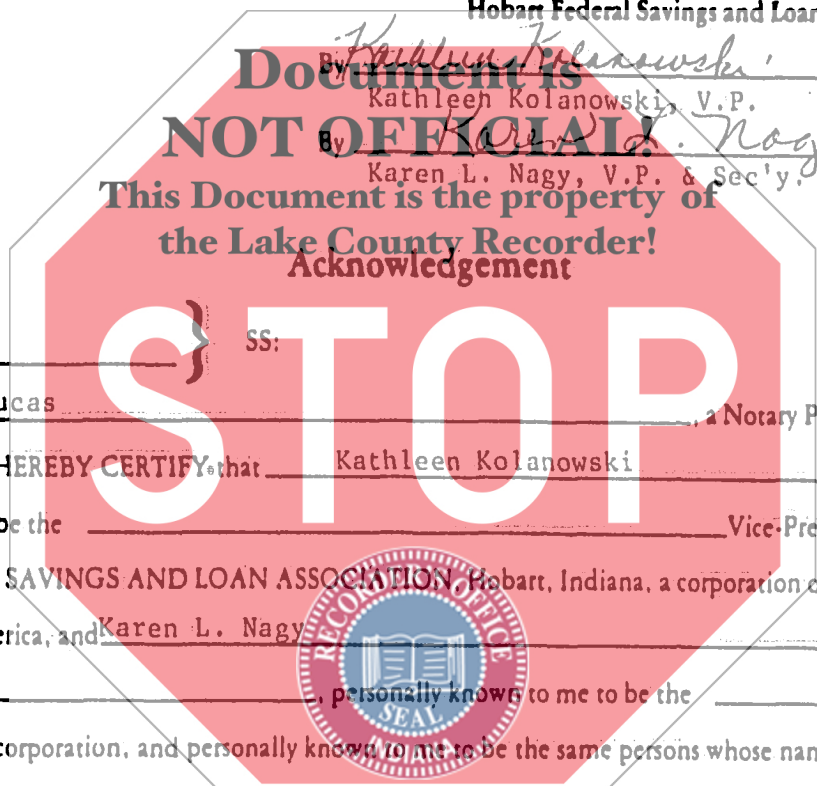 Hobart Federal Savings and Loan
By Kathleen Kolanowski
Document is
Kathleen Kolanowski, V.P.
NOT OFFICIAL!
By Karen L. Nag
Karen L. Nagy, V.P. & Sec'y.
This Document is the property of
the Lake County Recorder!
Acknowledgement
} SS:
STOP
ucas , a Notary P
HEREBY CERTIFY that Kathleen Kolanowski
be the Vice-Pre
SAVINGS AND LOAN ASSOCIATION, Hobart, Indiana, a corporation o
erica, and Karen L. Nagy
RECORDER'S OFFICE
, personally known to me to be the
SEAL
INDIANA
corporation, and personally known to me to be the same persons whose nam